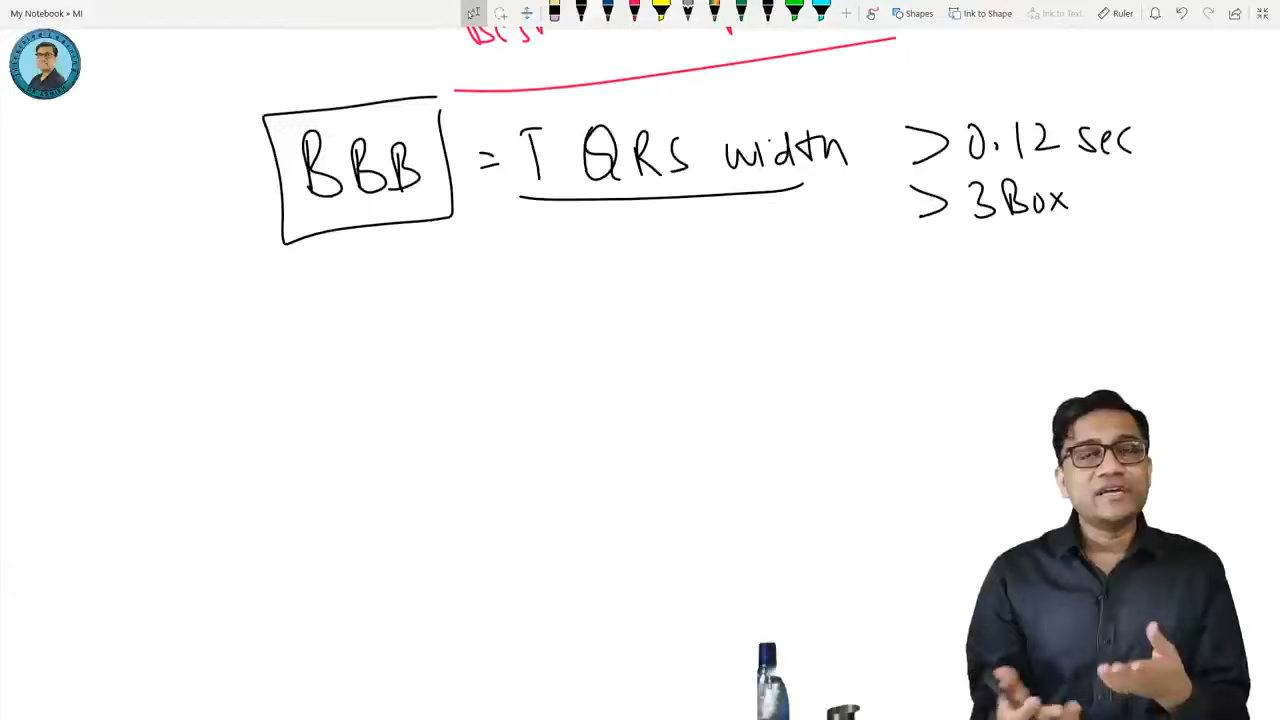 My Notebook » MI
Shapes
Ink to Shape
Ink to Text
Ruler
BBB = ↑ QRS width > 0.12 sec
> 3 Box